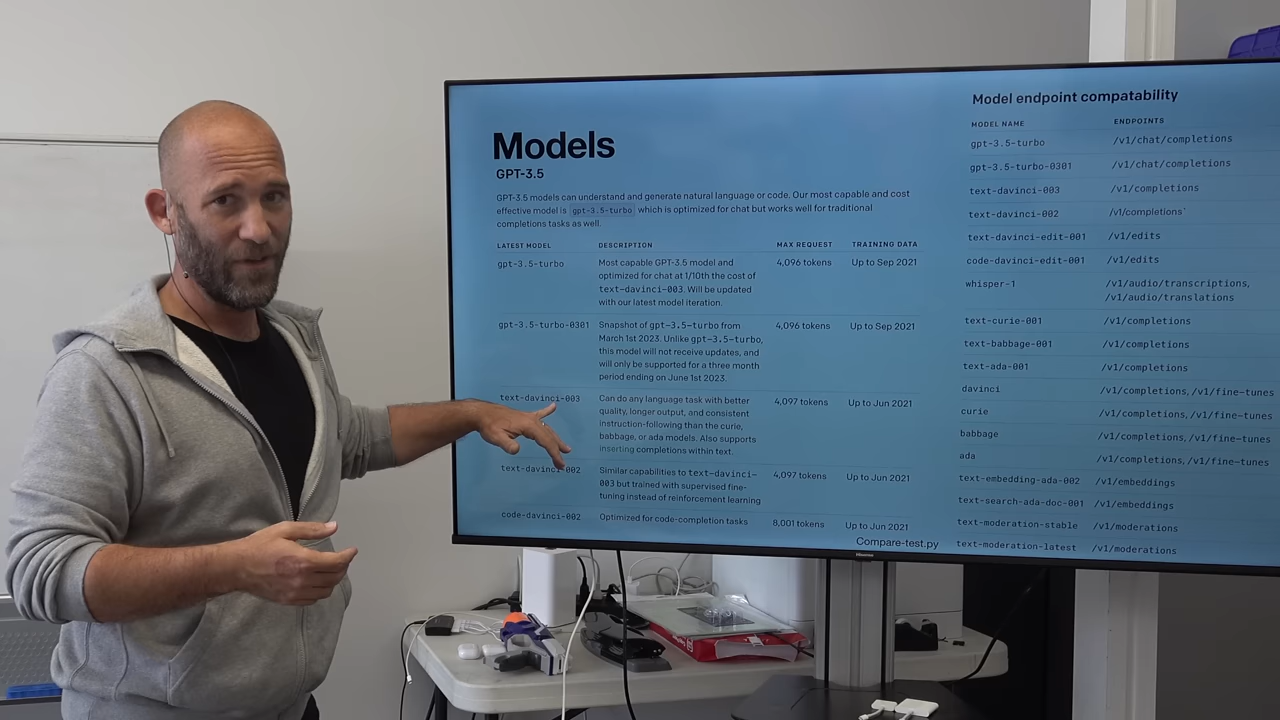 Models
GPT-3.5
GPT-3.5 models can understand and generate natural language or code. Our most capable and cost
effective model is gpt-3.5-turbo which is optimized for chat but works well for traditional
completions tasks as well.
LATEST MODEL DESCRIPTION MAX REQUEST TRAINING DATA
gpt-3.5-turbo Most capable GPT-3.5 model and 4,096 tokens Up to Sep 2021
optimized for chat at 1/10th the cost of
text-davinci-003. Will be updated
with our latest model iteration.
gpt-3.5-turbo-0301 Snapshot of gpt-3.5-turbo from 4,096 tokens Up to Sep 2021
March 1st 2023. Unlike gpt-3.5-turbo,
this model will not receive updates, and
will only be supported for a three month
period ending on June 1st 2023.
text-davinci-003 Can do any language task with better 4,097 tokens Up to Jun 2021
quality, longer output, and consistent
instruction-following than the curie,
babbage, or ada models. Also supports
inserting completions within text.
text-davinci-002 Similar capabilities to text-davinci- 4,097 tokens Up to Jun 2021
003 but trained with supervised fine-
tuning instead of reinforcement learning
code-davinci-002 Optimized for code-completion tasks 8,001 tokens Up to Jun 2021
Compare-test.py
Model endpoint compatability
MODEL NAME ENDPOINTS
gpt-3.5-turbo /v1/chat/completions
gpt-3.5-turbo-0301 /v1/chat/completions
text-davinci-003 /v1/completions
text-davinci-002 /v1/completions`
text-davinci-edit-001 /v1/edits
code-davinci-edit-001 /v1/edits
whisper-1 /v1/audio/transcriptions,
/v1/audio/translations
text-curie-001 /v1/completions
text-babbage-001 /v1/completions
text-ada-001 /v1/completions
davinci /v1/completions, /v1/fine-tunes
curie /v1/completions, /v1/fine-tunes
babbage /v1/completions, /v1/fine-tunes
ada /v1/completions, /v1/fine-tunes
text-embedding-ada-002 /v1/embeddings
text-search-ada-doc-001 /v1/embeddings
text-moderation-stable /v1/moderations
text-moderation-latest /v1/moderations
Hisense